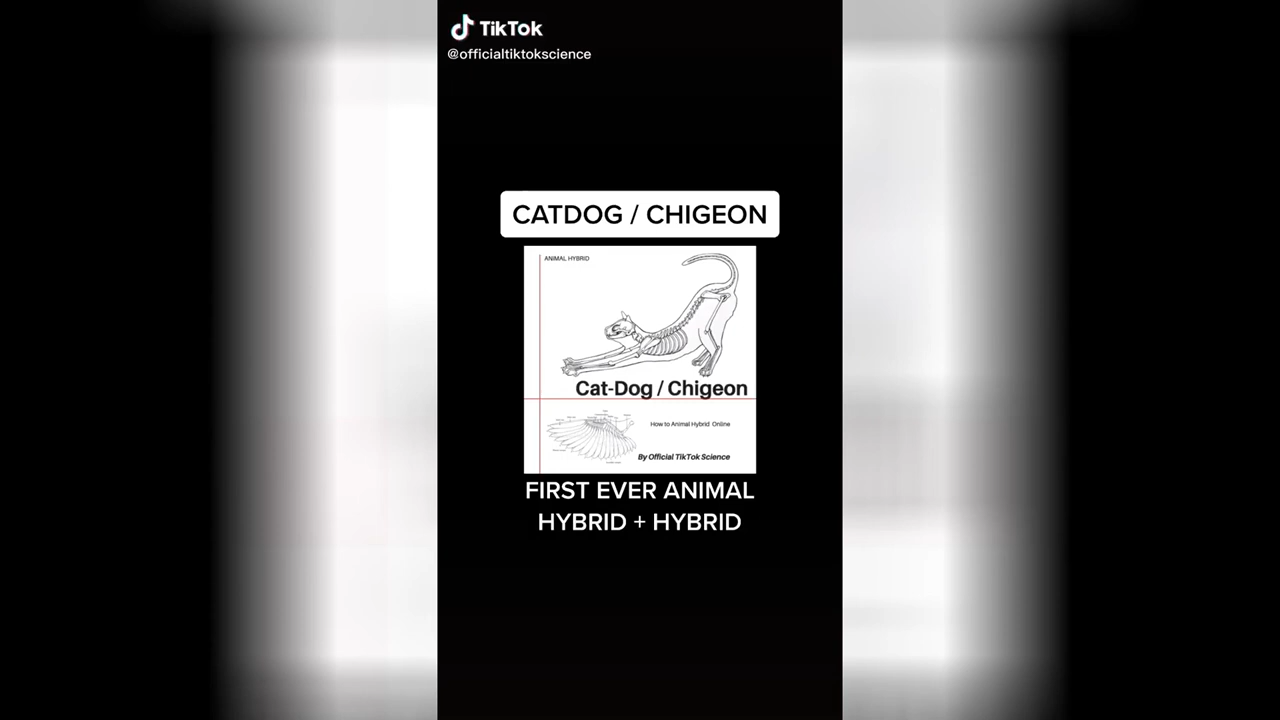 TikTok
@officialtiktokscience
CATDOG / CHIGEON
ANIMAL HYBRID
Cat-Dog / Chigeon
How to Animal Hybrid Online
By Official TikTok Science
FIRST EVER ANIMAL
HYBRID + HYBRID